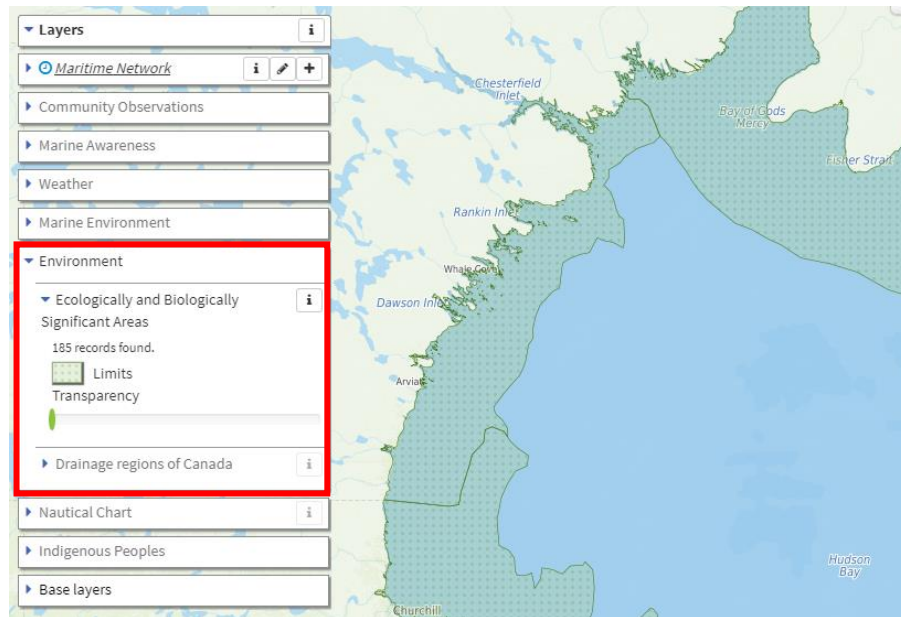 Layers
i
Maritime Network
i
+
Community Observations
Marine Awareness
Weather
Marine Environment
Environment
Ecologically and Biologically
Significant Areas
i
185 records found.
Limits
Transparency
Drainage regions of Canada
i
Nautical Chart
i
Indigenous Peoples
Base layers
Chesterfield
Inlet
Bay of Gods
Mercy
Fisher Strait
Rankin Inlet
Whale Cove
Dawson Inlet
Arviat
Hudson
Bay
Churchill